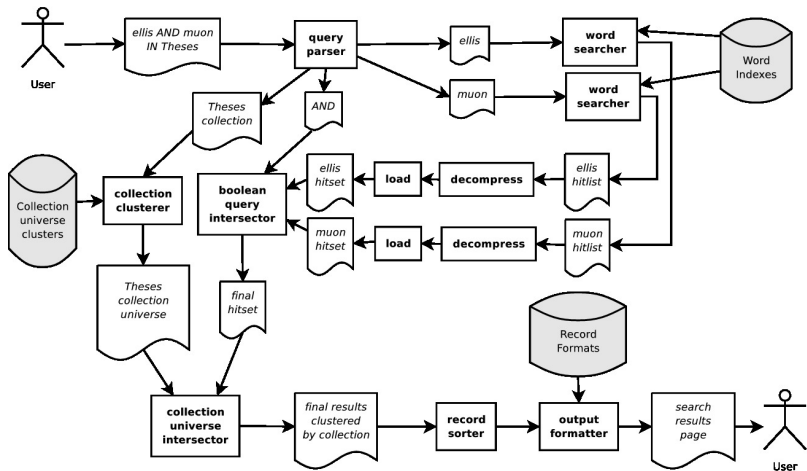 ellis AND muon
IN Theses
User
query
parser
ellis
word
searcher
Word
Indexes
muon
word
searcher
Theses
collection
AND
Collection
universe
clusters
collection
clusterer
boolean
query
intersector
ellis
hitset
load
decompress
ellis
hitlist
muon
hitset
load
decompress
muon
hitlist
Theses
collection
universe
final
hitset
Record
Formats
collection
universe
intersector
final results
clustered
by collection
record
sorter
output
formatter
search
results
page
User